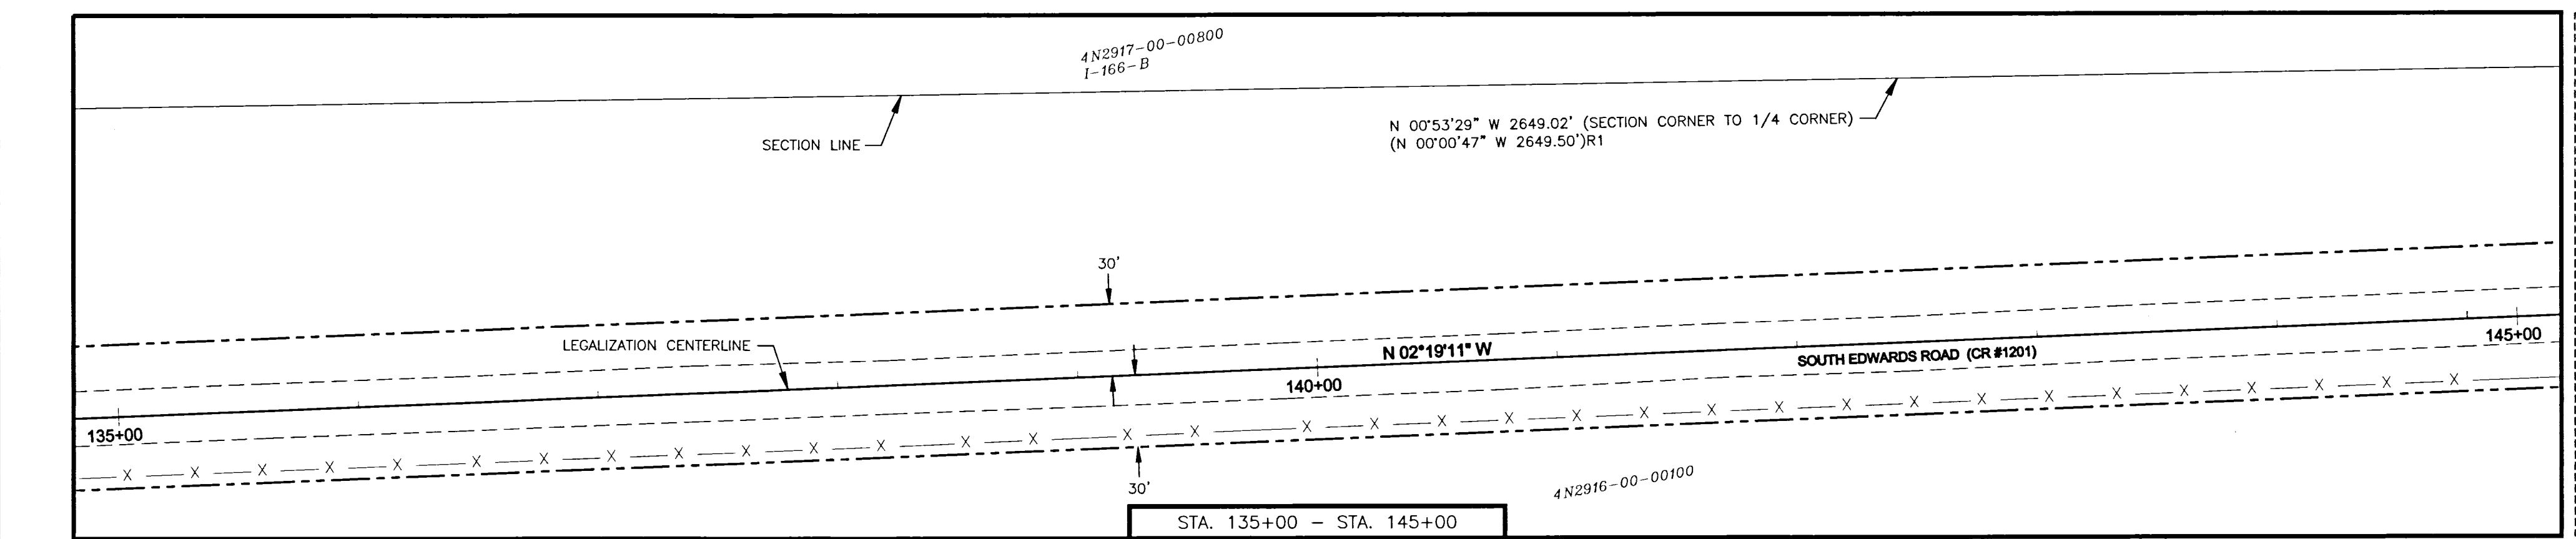 4N2917-00-00800
I-166-B
SECTION LINE
N 00°53'29" W 2649.02' (SECTION CORNER TO 1/4 CORNER)
(N 00°00'47" W 2649.50')R1
30'
LEGALIZATION CENTERLINE
N 02°19'11" W
SOUTH EDWARDS ROAD (CR #1201)
145+00
140+00
135+00
30'
4N2916-00-00100
STA. 135+00 - STA. 145+00